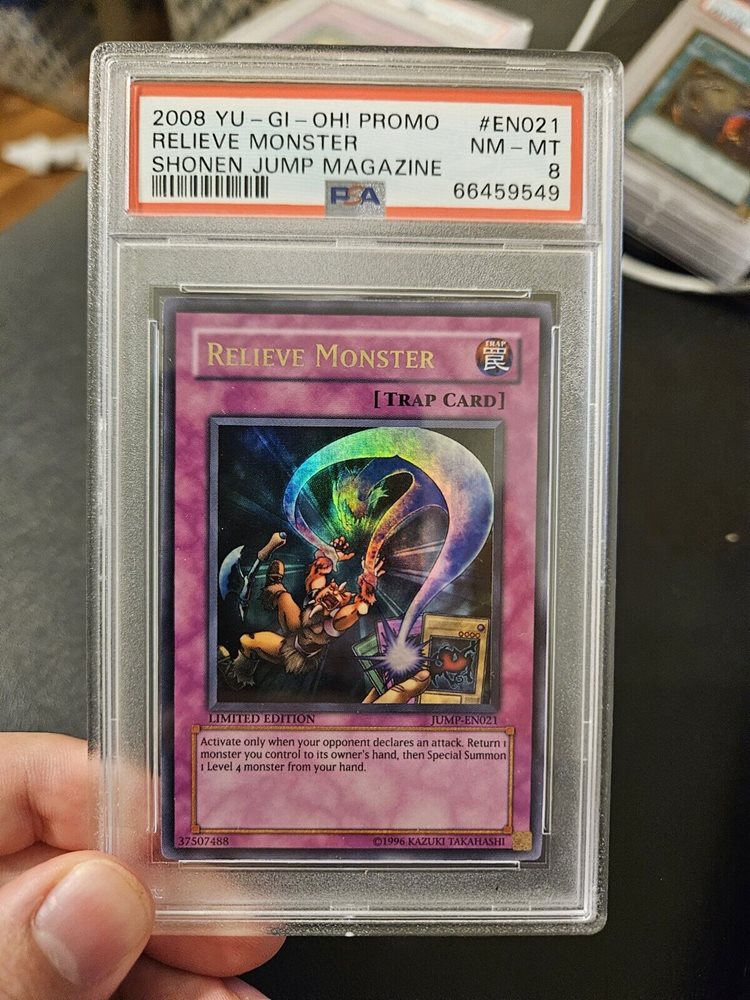 2008 YU-GI-OH! PROMO #EN021
RELIEVE MONSTER NM-MT
SHONEN JUMP MAGAZINE 8
PSA 66459549
RELIEVE MONSTER
TRAP
罠
[TRAP CARD]
LIMITED EDITION JUMP-EN021
Activate only when your opponent declares an attack. Return 1
monster you control to its owner's hand, then Special Summon
1 Level 4 monster from your hand.
37507488 ©1996 KAZUKI TAKAHASHI